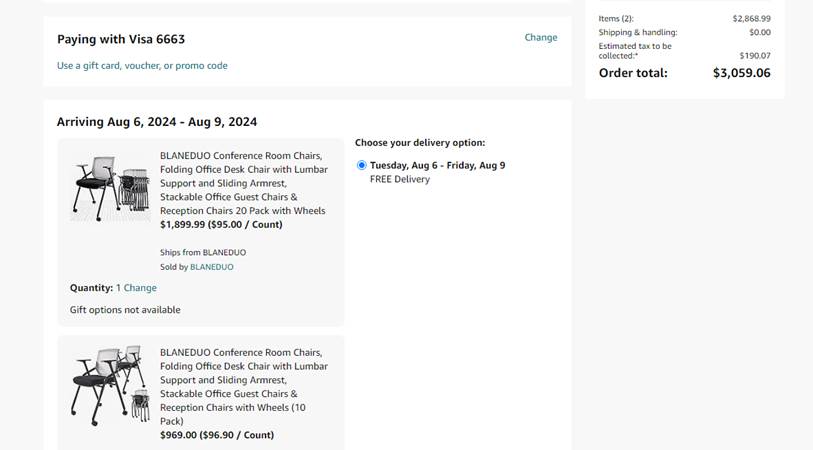 Paying with Visa 6663
Change
Use a gift card, voucher, or promo code
Items (2):
$2,868.99
Shipping & handling:
$0.00
Estimated tax to be
collected:*
$190.07
Order total:
$3,059.06
Arriving Aug 6, 2024 - Aug 9, 2024
BLANEDUO Conference Room Chairs,
Folding Office Desk Chair with Lumbar
Support and Sliding Armrest,
Stackable Office Guest Chairs &
Reception Chairs 20 Pack with Wheels
$1,899.99 ($95.00 / Count)
Ships from BLANEDUO
Sold by BLANEDUO
Quantity: 1 Change
Gift options not available
Choose your delivery option:
Tuesday, Aug 6 - Friday, Aug 9
FREE Delivery
BLANEDUO Conference Room Chairs,
Folding Office Desk Chair with Lumbar
Support and Sliding Armrest,
Stackable Office Guest Chairs &
Reception Chairs with Wheels (10
Pack)
$969.00 ($96.90 / Count)